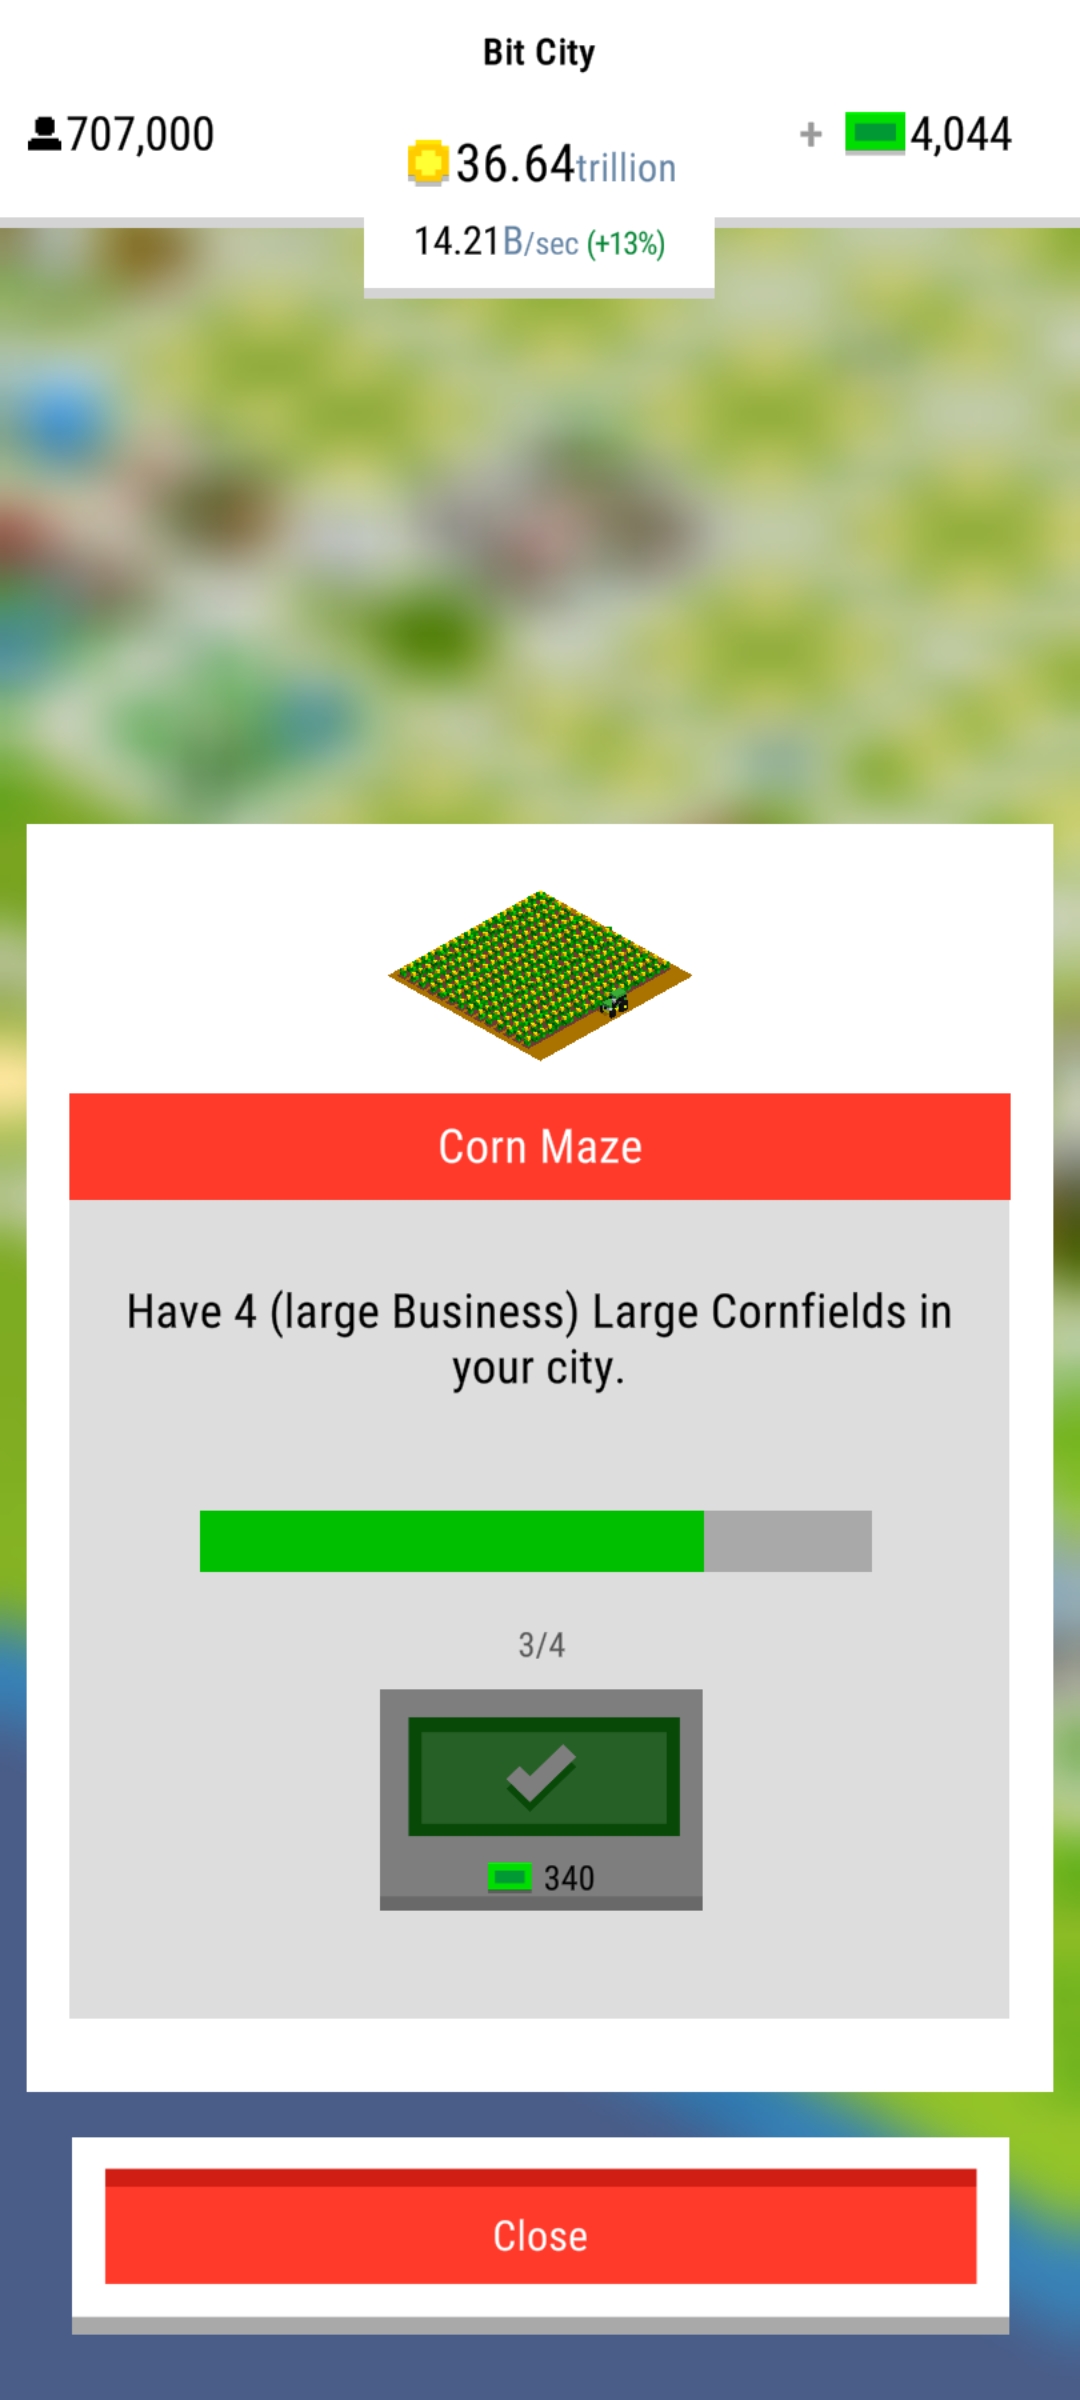 Bit City
707,000
36.64trillion
+ 4,044
14.21B/sec (+13%)
Corn Maze
Have 4 (large Business) Large Cornfields in
your city.
3/4
340
Close